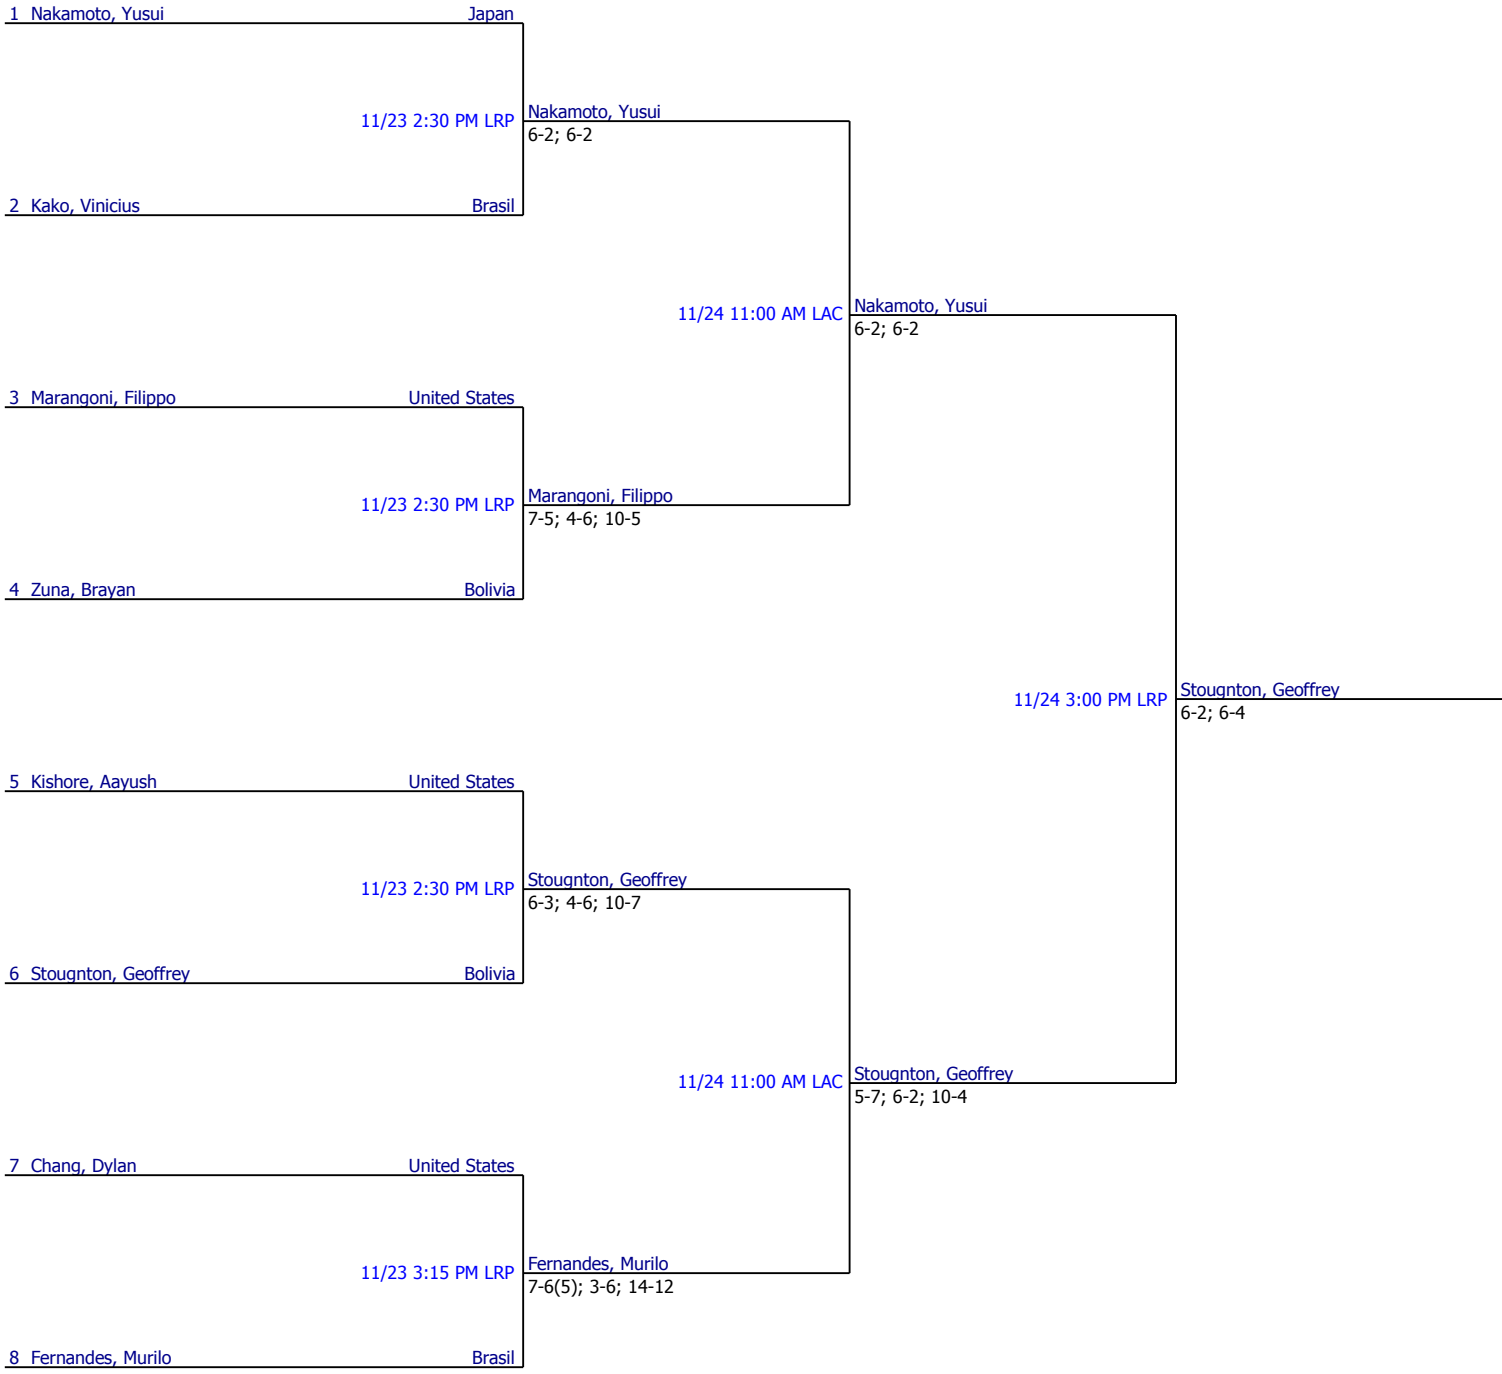 1 Nakamoto, Yusui Japan
11/23 2:30 PM LRP Nakamoto, Yusui
6-2; 6-2
2 Kako, Vinicius Brasil
11/24 11:00 AM LAC Nakamoto, Yusui
6-2; 6-2
3 Marangoni, Filippo United States
11/23 2:30 PM LRP Marangoni, Filippo
7-5; 4-6; 10-5
4 Zuna, Brayan Bolivia
11/24 3:00 PM LRP Stougnton, Geoffrey
6-2; 6-4
5 Kishore, Aayush United States
11/23 2:30 PM LRP Stougnton, Geoffrey
6-3; 4-6; 10-7
6 Stougnton, Geoffrey Bolivia
11/24 11:00 AM LAC Stougnton, Geoffrey
5-7; 6-2; 10-4
7 Chang, Dylan United States
11/23 3:15 PM LRP Fernandes, Murilo
7-6(5); 3-6; 14-12
8 Fernandes, Murilo Brasil